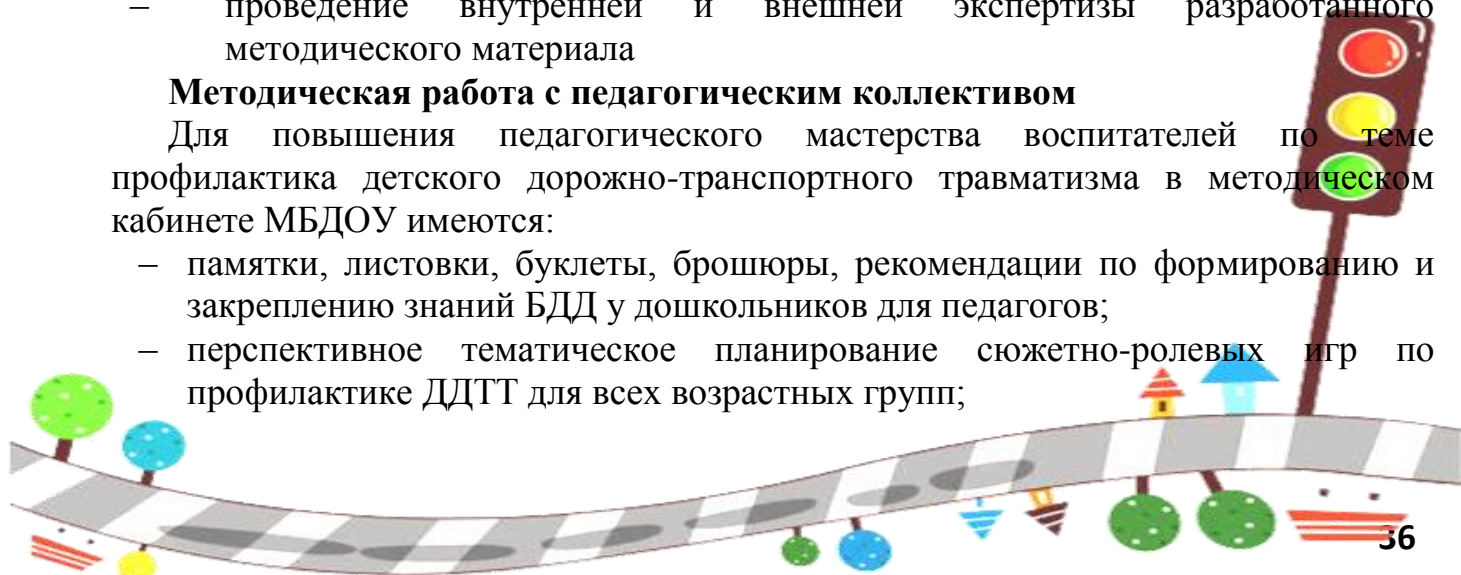 – проведение внутренней и внешней экспертизы разработанного
методического материала
Методическая работа с педагогическим коллективом
Для повышения педагогического мастерства воспитателей по теме
профилактика детского дорожно-транспортного травматизма в методическом
кабинете МБДОУ имеются:
– памятки, листовки, буклеты, брошюры, рекомендации по формированию и
закреплению знаний БДД у дошкольников для педагогов;
– перспективное тематическое планирование сюжетно-ролевых игр по
профилактике ДДТТ для всех возрастных групп;
36